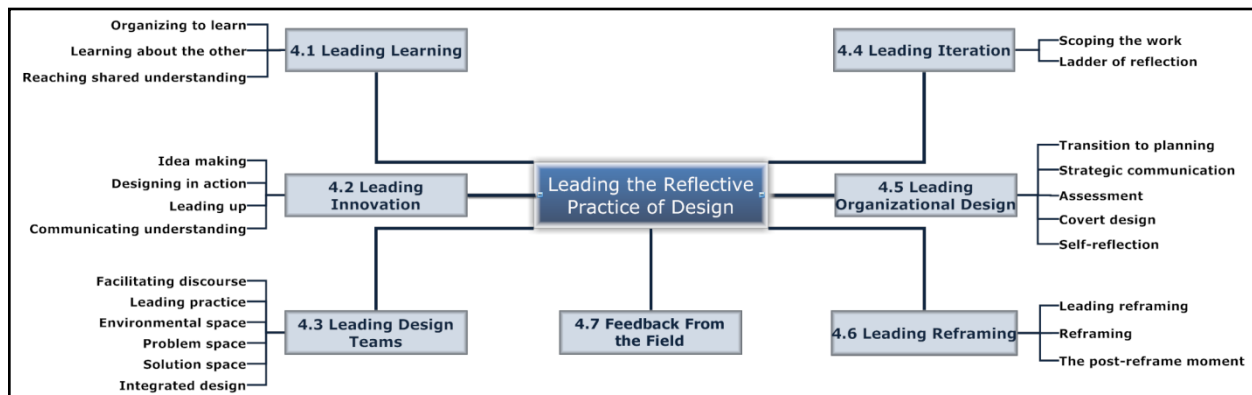 Organizing to learn
Learning about the other
Reaching shared understanding
4.1 Leading Learning
Idea making
Designing in action
Leading up
Communicating understanding
4.2 Leading
Innovation
Facilitating discourse
Leading practice
Environmental space
Problem space
Solution space
Integrated design
4.3 Leading Design
Teams
Leading the Reflective
Practice of Design
4.7 Feedback From
the Field
4.4 Leading Iteration
Scoping the work
Ladder of reflection
4.5 Leading
Organizational Design
Transition to planning
Strategic communication
Assessment
Covert design
Self-reflection
4.6 Leading Reframing
Leading reframing
Reframing
The post-reframe moment